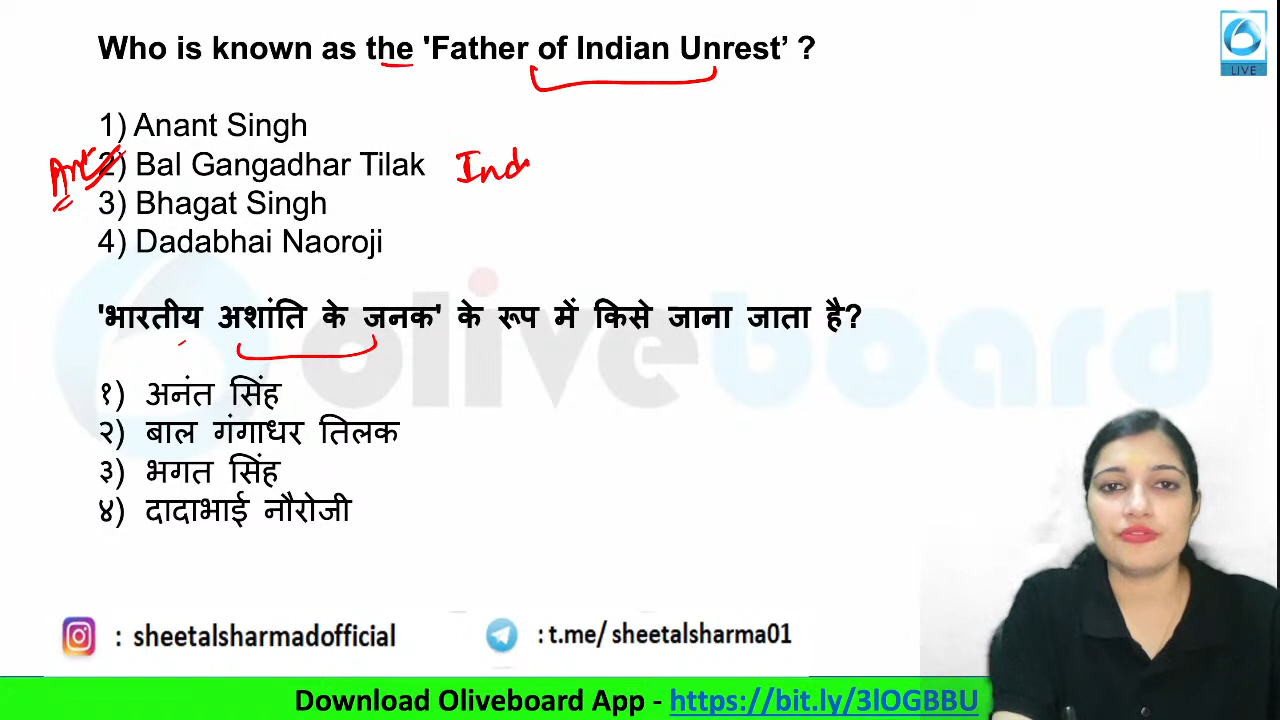 Who is known as the 'Father of Indian Unrest' ?
LIVE
1) Anant Singh
Ans 2) Bal Gangadhar Tilak Ind
3) Bhagat Singh
4) Dadabhai Naoroji
oliveboard
'भारतीय अशांति के जनक' के रूप में किसे जाना जाता है?
१) अनंत सिंह
२) बाल गंगाधर तिलक
३) भगत सिंह
४) दादाभाई नौरोजी
: sheetalsharmadofficial : t.me/ sheetalsharma01
Download Oliveboard App - https://bit.ly/3lOGBBU